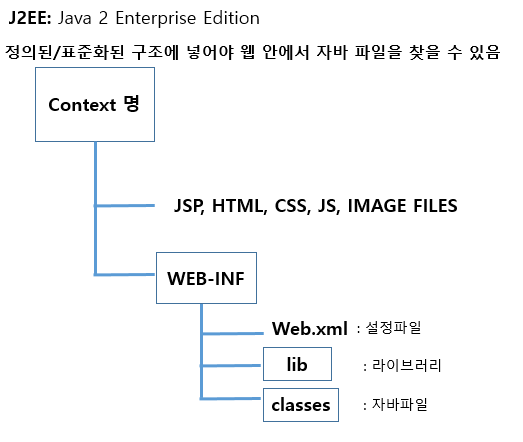 J2EE: Java 2 Enterprise Edition
정의된/표준화된 구조에 넣어야 웹 안에서 자바 파일을 찾을 수 있음
Context 명
JSP, HTML, CSS, JS, IMAGE FILES
WEB-INF
Web.xml : 설정파일
lib : 라이브러리
classes : 자바파일